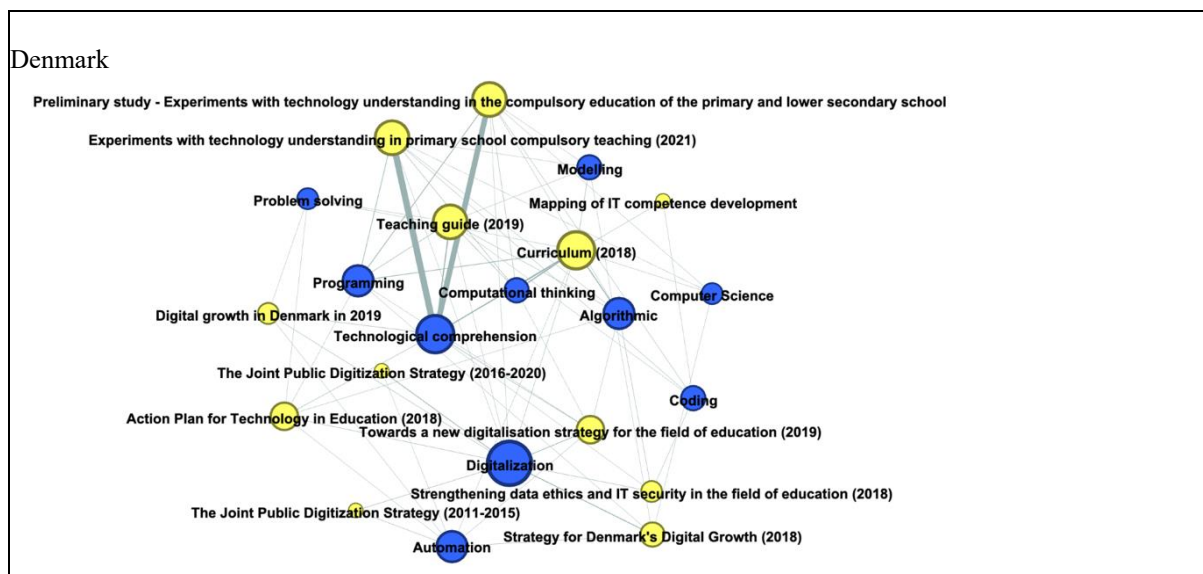 Denmark
Preliminary study - Experiments with technology understanding in the compulsory education of the primary and lower secondary school
Experiments with technology understanding in primary school compulsory teaching (2021)
Modelling
Problem solving
Mapping of IT competence development
Teaching guide (2019)
Curriculum (2018)
Programming
Computational thinking
Computer Science
Digital growth in Denmark in 2019
Algorithmic
Technological comprehension
The Joint Public Digitization Strategy (2016-2020)
Coding
Action Plan for Technology in Education (2018)
Towards a new digitalisation strategy for the field of education (2019)
Digitalization
Strengthening data ethics and IT security in the field of education (2018)
The Joint Public Digitization Strategy (2011-2015)
Strategy for Denmark's Digital Growth (2018)
Automation